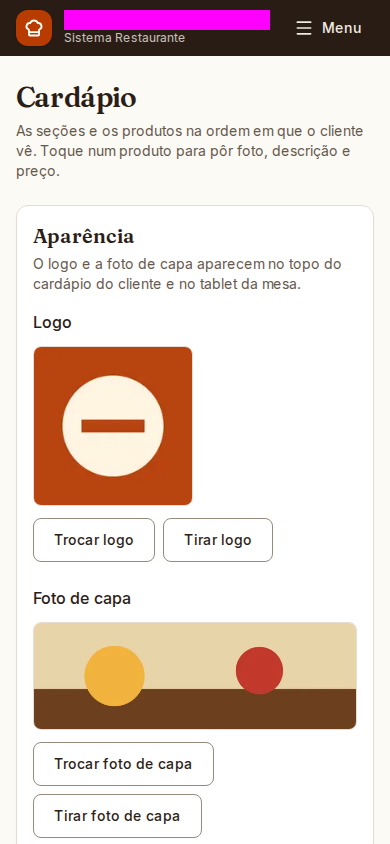 Sistema Restaurante
Menu
Cardápio
As seções e os produtos na ordem em que o cliente
vê. Toque num produto para pôr foto, descrição e
preço.
Aparência
O logo e a foto de capa aparecem no topo do
cardápio do cliente e no tablet da mesa.
Logo
Trocar logo
Tirar logo
Foto de capa
Trocar foto de capa
Tirar foto de capa